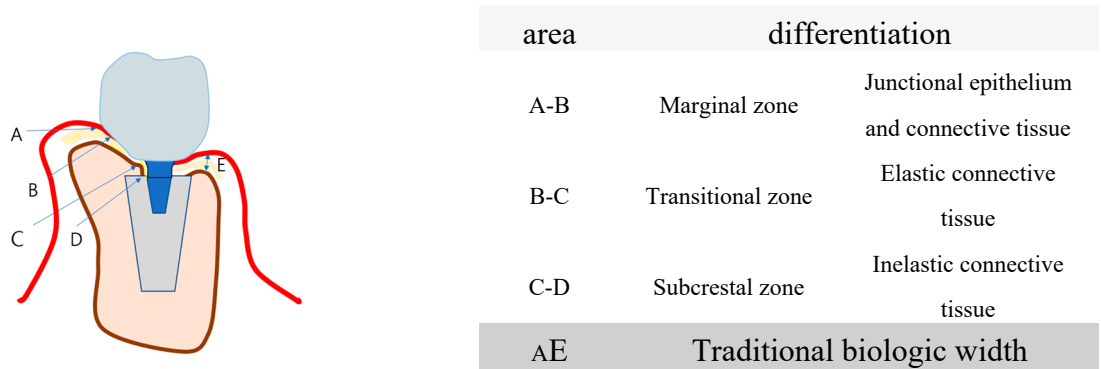 A
B
C
D
E
area differentiation
A-B Marginal zone Junctional epithelium
and connective tissue
B-C Transitional zone Elastic connective
tissue
C-D Subcrestal zone Inelastic connective
tissue
AE Traditional biologic width